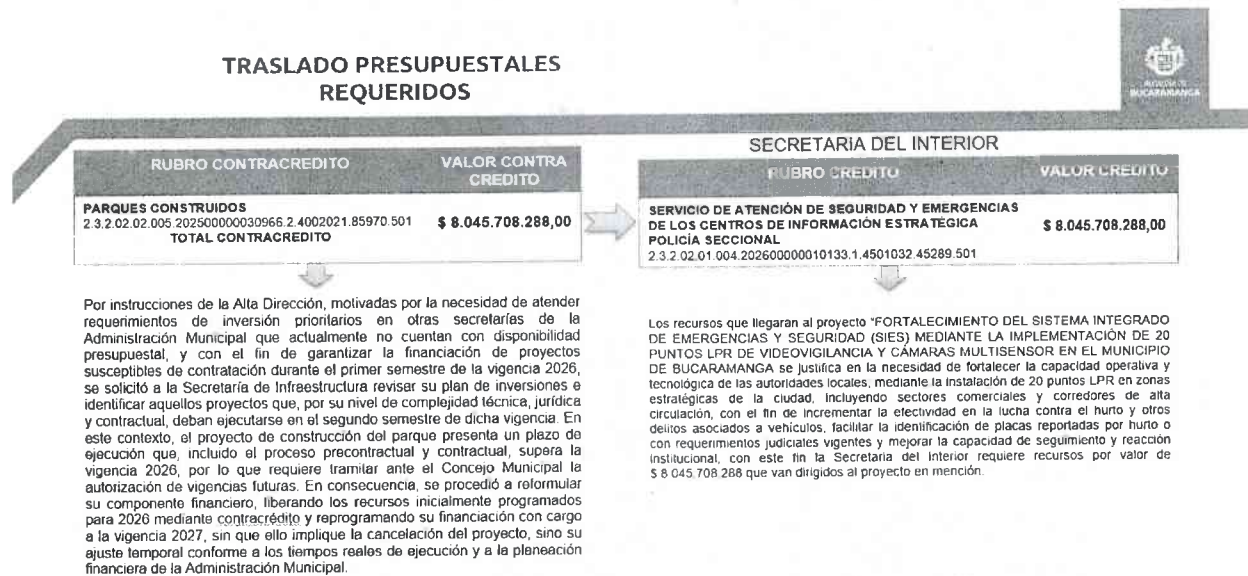 TRASLADO PRESUPUESTALES
REQUERIDOS
ALCALDÍA DE
BUCARAMANGA
RUBRO CONTRACREDITO
VALOR CONTRA
CREDITO
PARQUES CONSTRUIDOS
2.3.2.02.02.005.202500000030966.2.4002021.85970.501
$ 8.045.708.288,00
TOTAL CONTRACREDITO
Por instrucciones de la Alta Dirección, motivadas por la necesidad de atender
requerimientos de inversión prioritarios en otras secretarías de la
Administración Municipal que actualmente no cuentan con disponibilidad
presupuestal, y con el fin de garantizar la financiación de proyectos
susceptibles de contratación durante el primer semestre de la vigencia 2026,
se solicitó a la Secretaría de Infraestructura revisar su plan de inversiones e
identificar aquellos proyectos que, por su nivel de complejidad técnica, jurídica
y contractual, deban ejecutarse en el segundo semestre de dicha vigencia. En
este contexto, el proyecto de construcción del parque presenta un plazo de
ejecución que, incluido el proceso precontractual y contractual, supera la
vigencia 2026, por lo que requiere tramitar ante el Concejo Municipal la
autorización de vigencias futuras. En consecuencia, se procedió a reformular
su componente financiero, liberando los recursos inicialmente programados
para 2026 mediante contracrédito y reprogramando su financiación con cargo
a la vigencia 2027, sin que ello implique la cancelación del proyecto, sino su
ajuste temporal conforme a los tiempos reales de ejecución y a la planeación
financiera de la Administración Municipal.
SECRETARIA DEL INTERIOR
RUBRO CREDITO
VALOR CREDITO
SERVICIO DE ATENCIÓN DE SEGURIDAD Y EMERGENCIAS
DE LOS CENTROS DE INFORMACIÓN ESTRATÉGICA
POLICÍA SECCIONAL
2.3.2.02.01.004.202600000010133.1.4501032.45289.501
$ 8.045.708.288,00
Los recursos que llegaran al proyecto "FORTALECIMIENTO DEL SISTEMA INTEGRADO
DE EMERGENCIAS Y SEGURIDAD (SIES) MEDIANTE LA IMPLEMENTACIÓN DE 20
PUNTOS LPR DE VIDEOVIGILANCIA Y CÁMARAS MULTISENSOR EN EL MUNICIPIO
DE BUCARAMANGA se justifica en la necesidad de fortalecer la capacidad operativa y
tecnológica de las autoridades locales, mediante la instalación de 20 puntos LPR en zonas
estratégicas de la ciudad, incluyendo sectores comerciales y corredores de alta
circulación, con el fin de incrementar la efectividad en la lucha contra el hurto y otros
delitos asociados a vehículos, facilitar la identificación de placas reportadas por hurto o
con requerimientos judiciales vigentes y mejorar la capacidad de seguimiento y reacción
institucional, con este fin la Secretaria del Interior requiere recursos por valor de
$ 8.045.708.288 que van dirigidos al proyecto en mención.